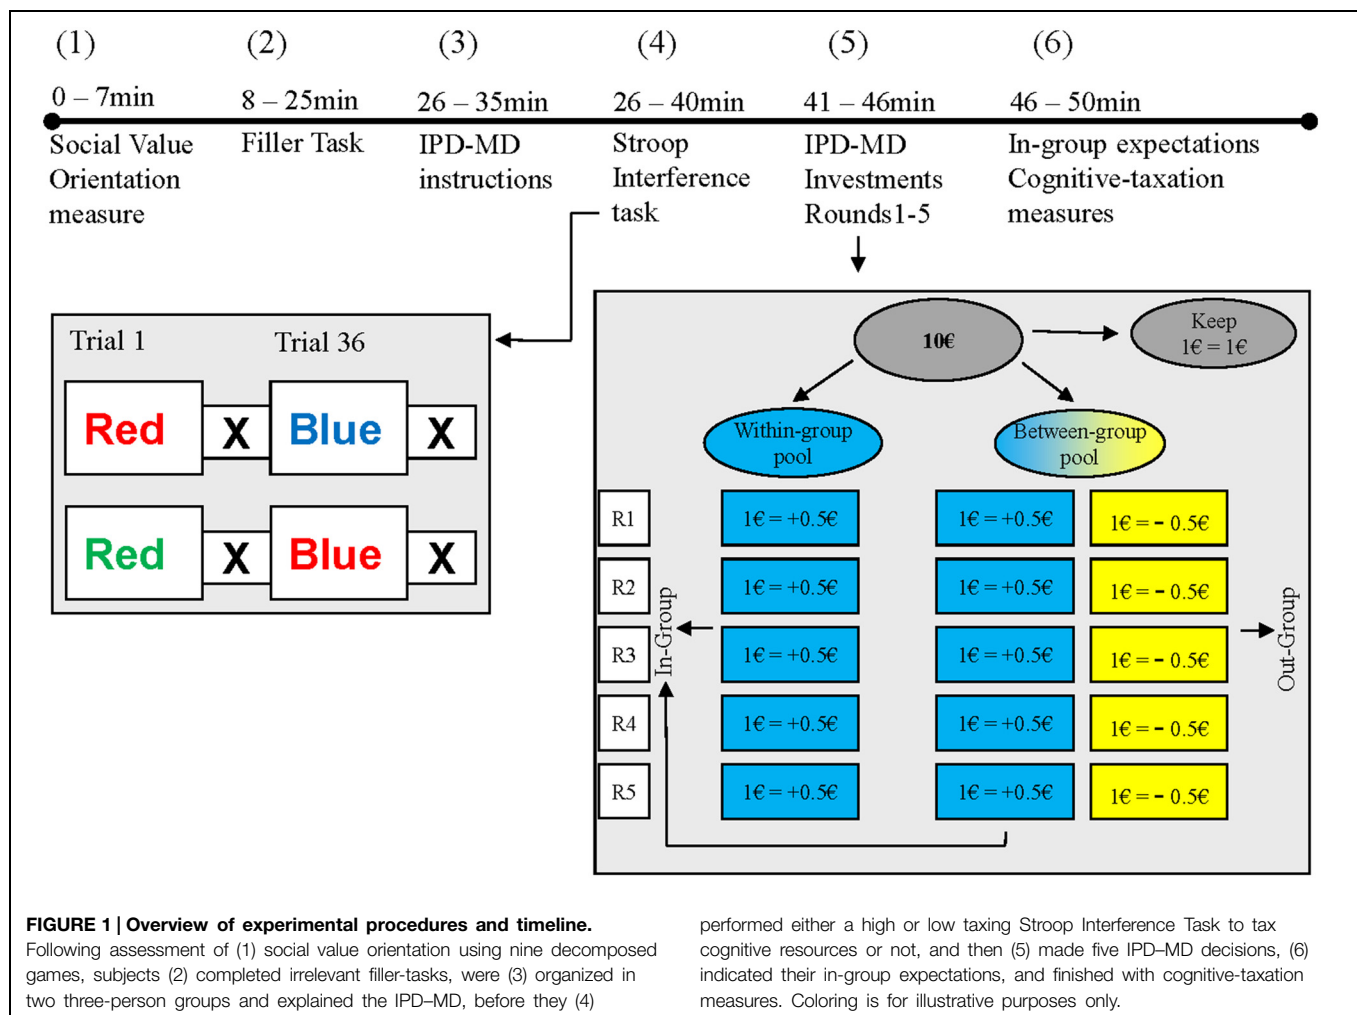 (1) (2) (3) (4) (5) (6)
0 – 7min 8 – 25min 26 – 35min 26 – 40min 41 – 46min 46 – 50min
Social Value
Orientation
measure
Filler Task
IPD-MD
instructions
Stroop
Interference
task
IPD-MD
Investments
Rounds1-5
In-group expectations
Cognitive-taxation
measures
Trial 1 Trial 36
Red X Blue X
Red X Blue X
10€
Keep
1€ = 1€
Within-group
pool
Between-group
pool
R1 1€ = +0.5€ 1€ = +0.5€ 1€ = - 0.5€
R2 1€ = +0.5€ 1€ = +0.5€ 1€ = - 0.5€
R3 1€ = +0.5€ 1€ = +0.5€ 1€ = - 0.5€
R4 1€ = +0.5€ 1€ = +0.5€ 1€ = - 0.5€
R5 1€ = +0.5€ 1€ = +0.5€ 1€ = - 0.5€
In-Group
Out-Group
FIGURE 1 | Overview of experimental procedures and timeline.
Following assessment of (1) social value orientation using nine decomposed
games, subjects (2) completed irrelevant filler-tasks, were (3) organized in
two three-person groups and explained the IPD–MD, before they (4)
performed either a high or low taxing Stroop Interference Task to tax
cognitive resources or not, and then (5) made five IPD–MD decisions, (6)
indicated their in-group expectations, and finished with cognitive-taxation
measures. Coloring is for illustrative purposes only.